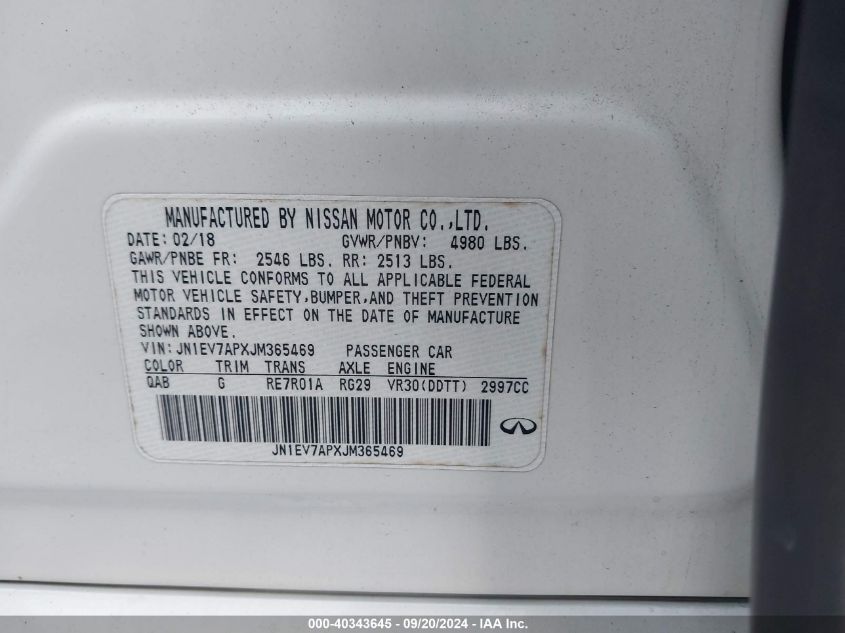 MANUFACTURED BY NISSAN MOTOR CO.,LTD.
DATE: 02/18 GVWR/PNBV: 4980 LBS.
GAWR/PNBE FR: 2546 LBS. RR: 2513 LBS.
THIS VEHICLE CONFORMS TO ALL APPLICABLE FEDERAL
MOTOR VEHICLE SAFETY,BUMPER,AND THEFT PREVENTION
STANDARDS IN EFFECT ON THE DATE OF MANUFACTURE
SHOWN ABOVE.
VIN: JN1EV7APXJM365469 PASSENGER CAR
COLOR TRIM TRANS AXLE ENGINE
QAB G RE7R01A RG29 VR30(DDTT) 2997CC
JN1EV7APXJM365469
000-40343645 - 09/20/2024 - IAA Inc.